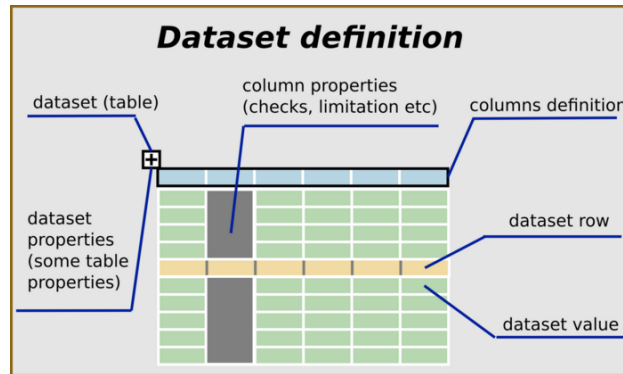 Dataset definition
dataset (table)
column properties
(checks, limitation etc)
columns definition
dataset
properties
(some table
properties)
dataset row
dataset value